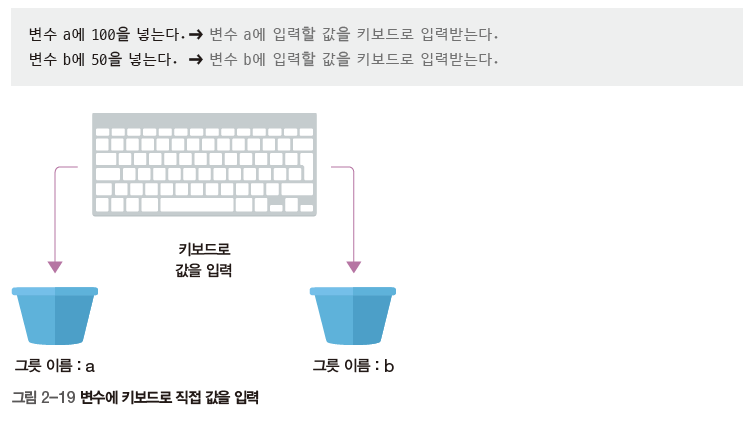 변수 a에 100을 넣는다. ➔ 변수 a에 입력할 값을 키보드로 입력받는다.
변수 b에 50을 넣는다. ➔ 변수 b에 입력할 값을 키보드로 입력받는다.
키보드로
값을 입력
그릇 이름 : a
그릇 이름 : b
그림 2-19 변수에 키보드로 직접 값을 입력